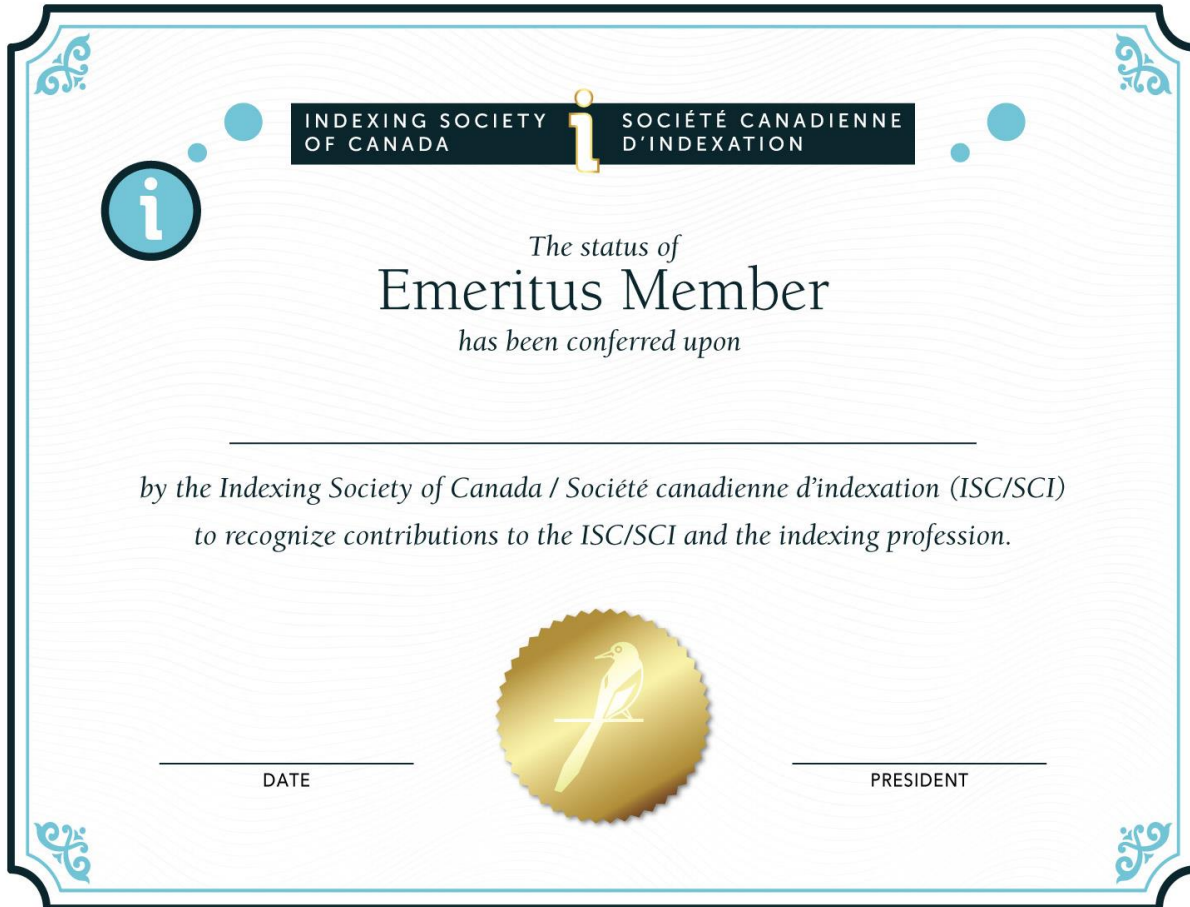 INDEXING SOCIETY
OF CANADA
i
SOCIÉTÉ CANADIENNE
D'INDEXATION
i
The status of
Emeritus Member
has been conferred upon
by the Indexing Society of Canada / Société canadienne d'indexation (ISC/SCI)
to recognize contributions to the ISC/SCI and the indexing profession.
DATE
PRESIDENT